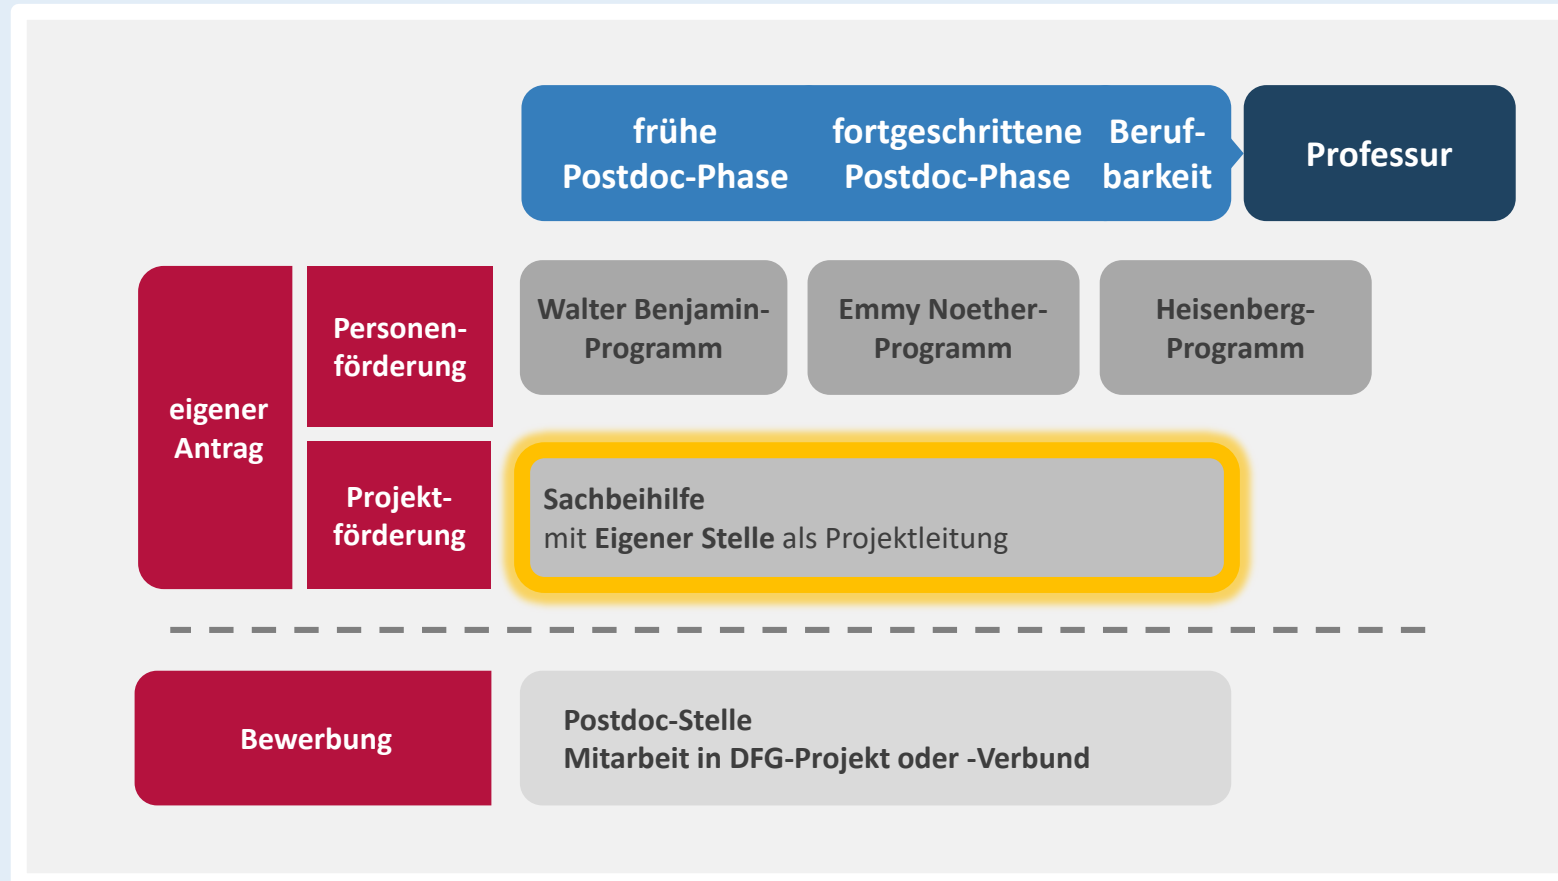 frühe
Postdoc-Phase
fortgeschrittene
Postdoc-Phase
Beruf-
barkeit
Professur
eigener
Antrag
Personen-
förderung
Walter Benjamin-
Programm
Emmy Noether-
Programm
Heisenberg-
Programm
Projekt-
förderung
Sachbeihilfe
mit Eigener Stelle als Projektleitung
Bewerbung
Postdoc-Stelle
Mitarbeit in DFG-Projekt oder -Verbund